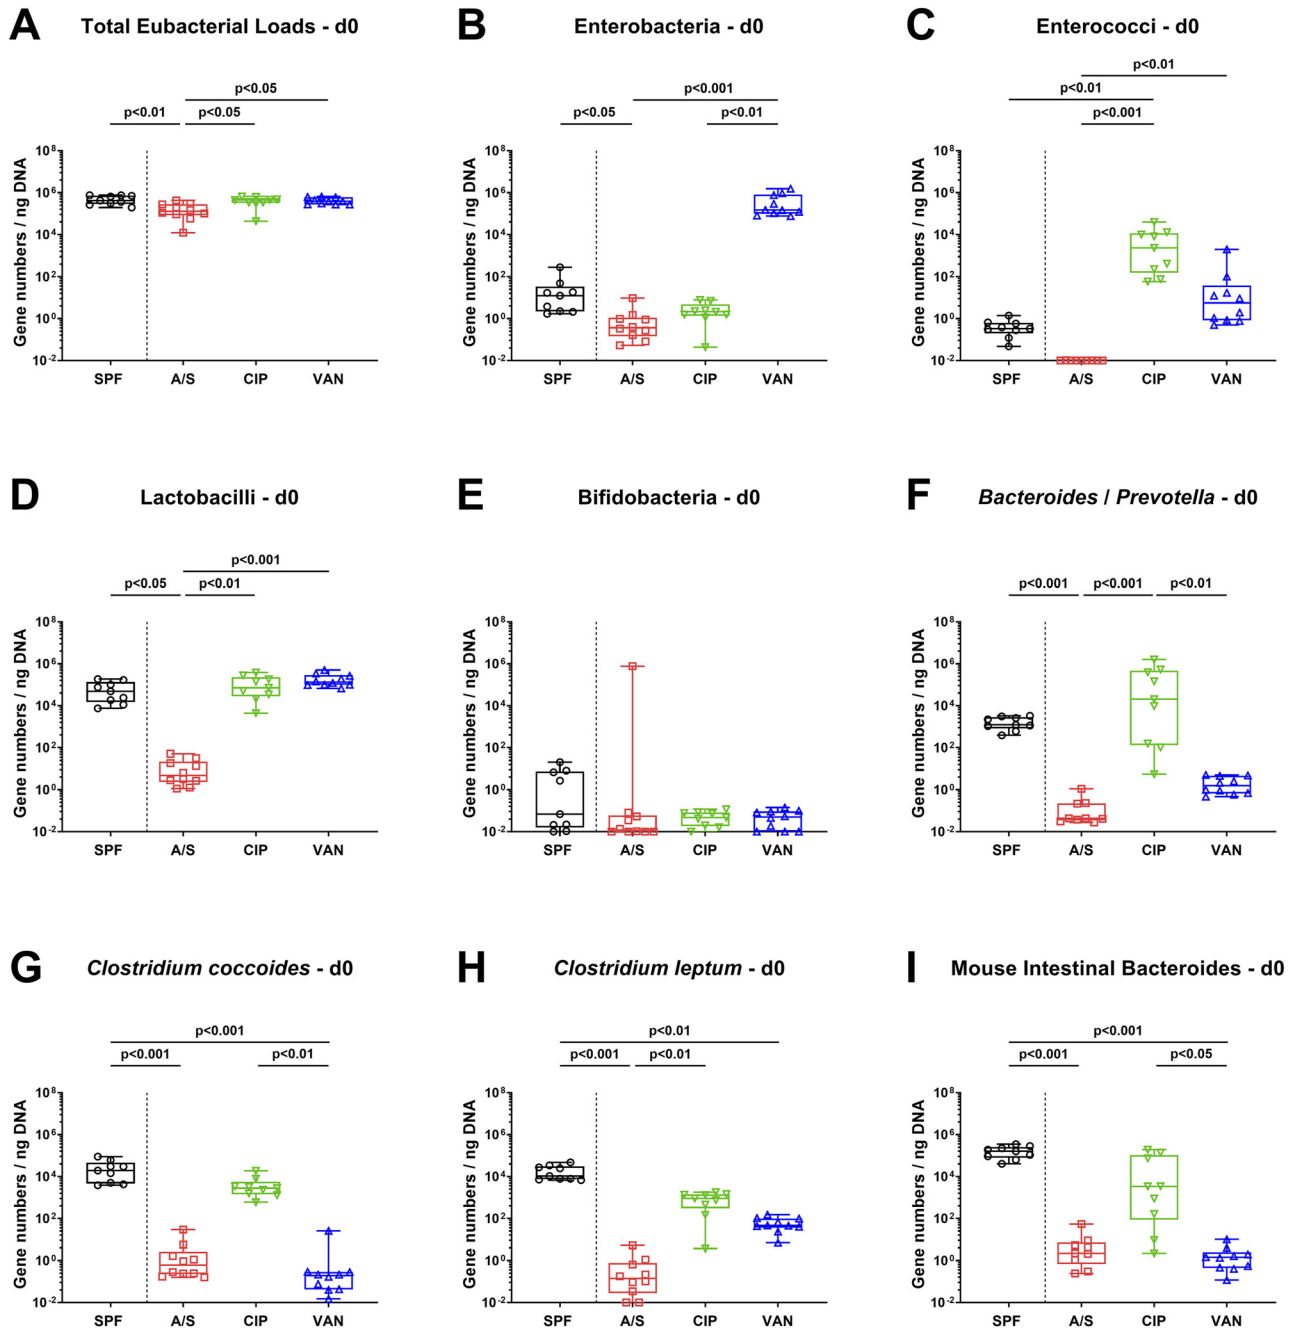 A Total Eubacterial Loads - d0
p<0.05
p<0.01 p<0.05
Gene numbers / ng DNA
10^8
10^6
10^4
10^2
10^0
10^-2
SPF A/S CIP VAN
B Enterobacteria - d0
p<0.001
p<0.05 p<0.01
Gene numbers / ng DNA
10^8
10^6
10^4
10^2
10^0
10^-2
SPF A/S CIP VAN
C Enterococci - d0
p<0.01
p<0.01
p<0.001
Gene numbers / ng DNA
10^8
10^6
10^4
10^2
10^0
10^-2
SPF A/S CIP VAN
D Lactobacilli - d0
p<0.001
p<0.05 p<0.01
Gene numbers / ng DNA
10^8
10^6
10^4
10^2
10^0
10^-2
SPF A/S CIP VAN
E Bifidobacteria - d0
Gene numbers / ng DNA
10^8
10^6
10^4
10^2
10^0
10^-2
SPF A/S CIP VAN
F Bacteroides / Prevotella - d0
p<0.001 p<0.001 p<0.01
Gene numbers / ng DNA
10^8
10^6
10^4
10^2
10^0
10^-2
SPF A/S CIP VAN
G Clostridium coccoides - d0
p<0.001
p<0.001 p<0.01
Gene numbers / ng DNA
10^8
10^6
10^4
10^2
10^0
10^-2
SPF A/S CIP VAN
H Clostridium leptum - d0
p<0.01
p<0.001 p<0.01
Gene numbers / ng DNA
10^8
10^6
10^4
10^2
10^0
10^-2
SPF A/S CIP VAN
I Mouse Intestinal Bacteroides - d0
p<0.001
p<0.001 p<0.05
Gene numbers / ng DNA
10^8
10^6
10^4
10^2
10^0
10^-2
SPF A/S CIP VAN